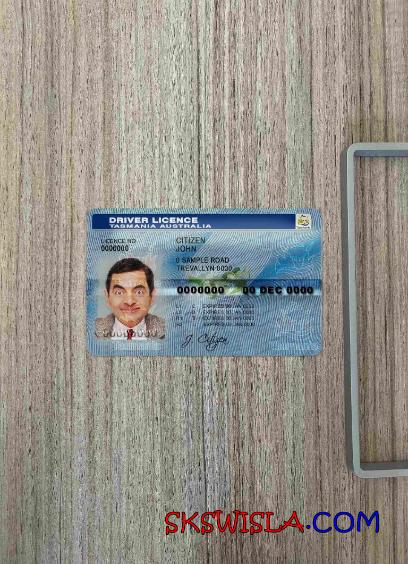 DRIVER LICENCE
TASMANIA AUSTRALIA
LICENCE NO
0000000
CITIZEN
JOHN
0 SAMPLE ROAD
TREVALLYN 0000
0000000 00 DEC 0000
J. Citizen
SKSWISLA.COM